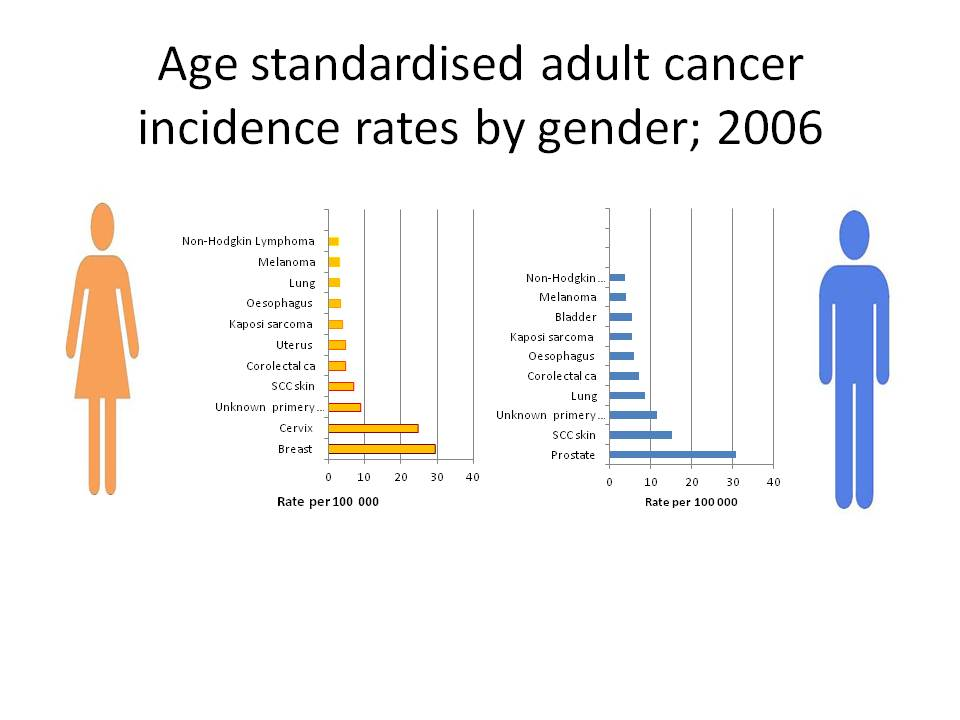 Age standardised adult cancer
incidence rates by gender; 2006
Non-Hodgkin Lymphoma
Melanoma
Lung
Oesophagus
Kaposi sarcoma
Uterus
Corolectal ca
SCC skin
Unknown primery ...
Cervix
Breast
0 10 20 30 40
Rate per 100 000
Non-Hodgkin ...
Melanoma
Bladder
Kaposi sarcoma
Oesophagus
Corolectal ca
Lung
Unknown primery ...
SCC skin
Prostate
0 10 20 30 40
Rate per 100 000